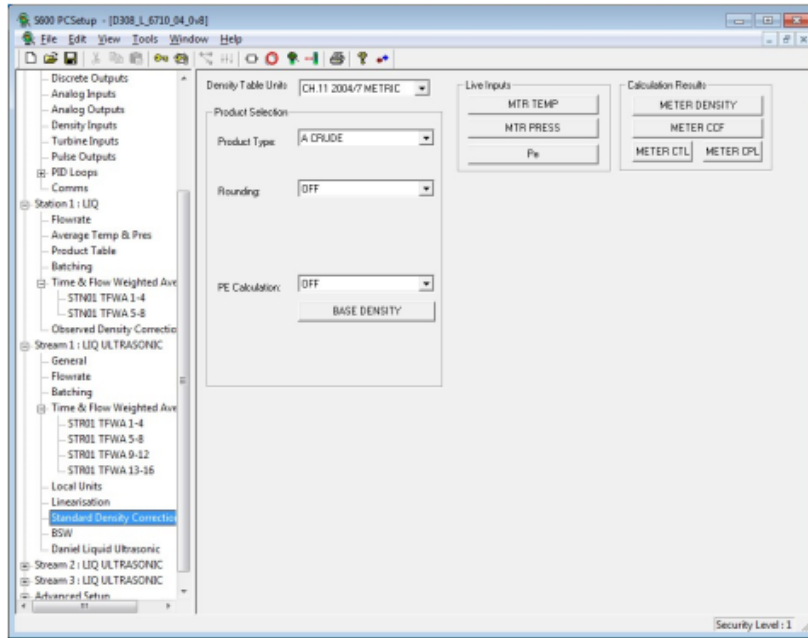 S600 PCSetup - [D308_L_6710_04_0v8]
File Edit View Tools Window Help
Discrete Outputs
Analog Inputs
Analog Outputs
Density Inputs
Turbine Inputs
Pulse Outputs
PID Loops
Comms
Station 1 : LIQ
Flowrate
Average Temp & Pres
Product Table
Batching
Time & Flow Weighted Ave
STN01 TFWA 1-4
STN01 TFWA 5-8
Observed Density Correctio
Stream 1 : LIQ ULTRASONIC
General
Flowrate
Batching
Time & Flow Weighted Ave
STR01 TFWA 1-4
STR01 TFWA 5-8
STR01 TFWA 9-12
STR01 TFWA 13-16
Local Units
Linearisation
Standard Density Correction
BSW
Daniel Liquid Ultrasonic
Stream 2 : LIQ ULTRASONIC
Stream 3 : LIQ ULTRASONIC
Advanced Setup
Density Table Units CH.11 2004/7 METRIC
Product Selection
Product Type: A CRUDE
Rounding: OFF
PE Calculation: OFF
BASE DENSITY
Live Inputs
MTR TEMP
MTR PRESS
Pe
Calculation Results
METER DENSITY
METER CCF
METER CTL METER CPL
Security Level : 1